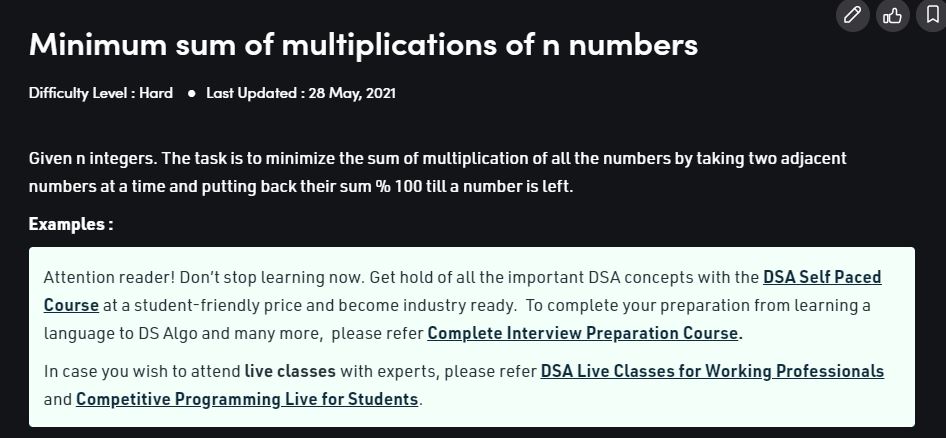 Minimum sum of multiplications of n numbers
Difficulty Level : Hard ● Last Updated : 28 May, 2021
Given n integers. The task is to minimize the sum of multiplication of all the numbers by taking two adjacent
numbers at a time and putting back their sum % 100 till a number is left.
Examples :
Attention reader! Don’t stop learning now. Get hold of all the important DSA concepts with the DSA Self Paced
Course at a student-friendly price and become industry ready.  To complete your preparation from learning a
language to DS Algo and many more,  please refer Complete Interview Preparation Course.
In case you wish to attend live classes with experts, please refer DSA Live Classes for Working Professionals
and Competitive Programming Live for Students.